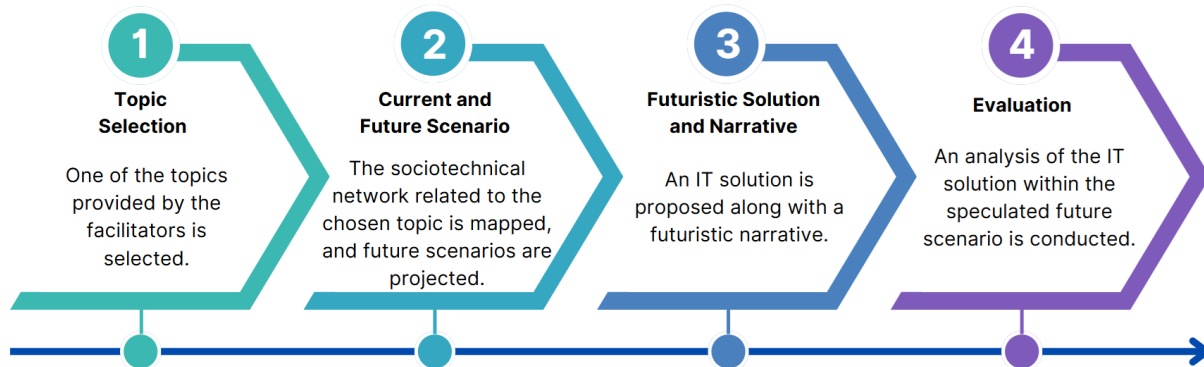 1
Topic
Selection
One of the topics
provided by the
facilitators is
selected.
2
Current and
Future Scenario
The sociotechnical
network related to the
chosen topic is mapped,
and future scenarios are
projected.
3
Futuristic Solution
and Narrative
An IT solution is
proposed along with a
futuristic narrative.
4
Evaluation
An analysis of the IT
solution within the
speculated future
scenario is conducted.